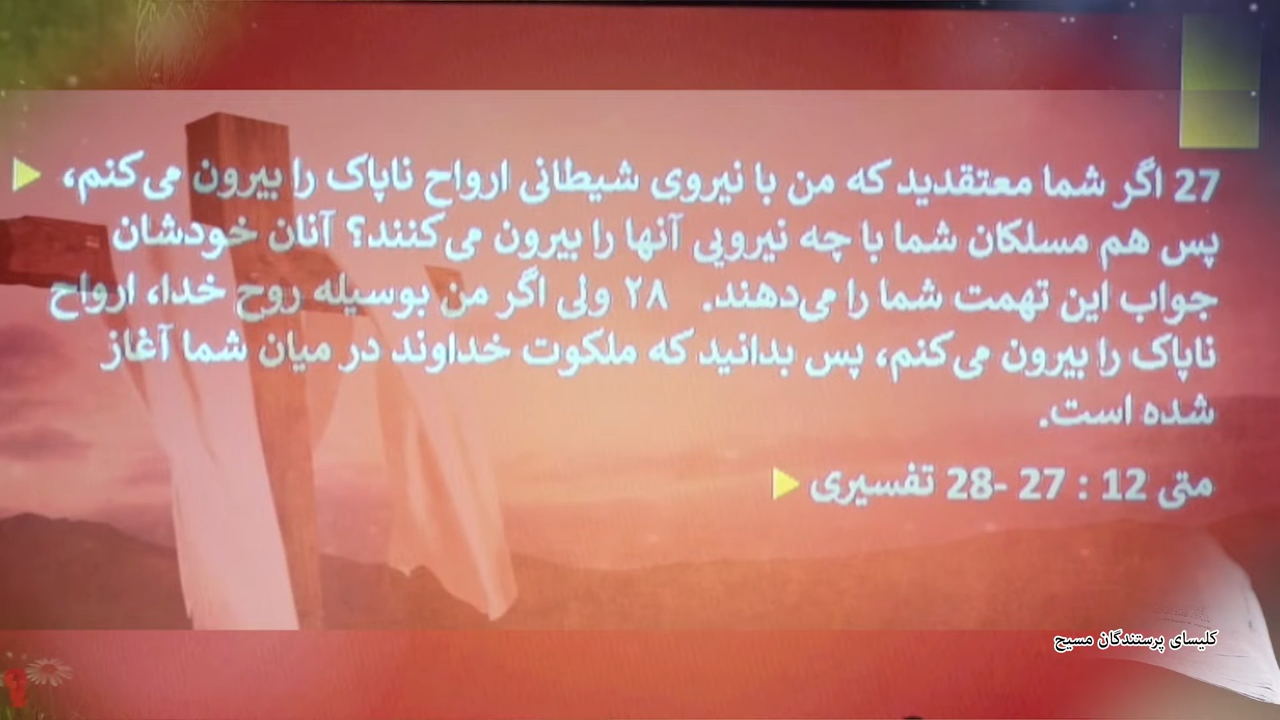 27 اگر شما معتقدید که من با نیروی شیطانی ارواح ناپاک را بیرون می‌کنم،
پس هم مسلکان شما با چه نیرویی آنها را بیرون می‌کنند؟ آنان خودشان
جواب این تهمت شما را می‌دهند. ۲۸ ولی اگر من بوسیله روح خدا، ارواح
ناپاک را بیرون می‌کنم، پس بدانید که ملکوت خداوند در میان شما آغاز
شده است.
متی 12 : 27 -28 تفسیری
کلیسای پرستندگان مسیح